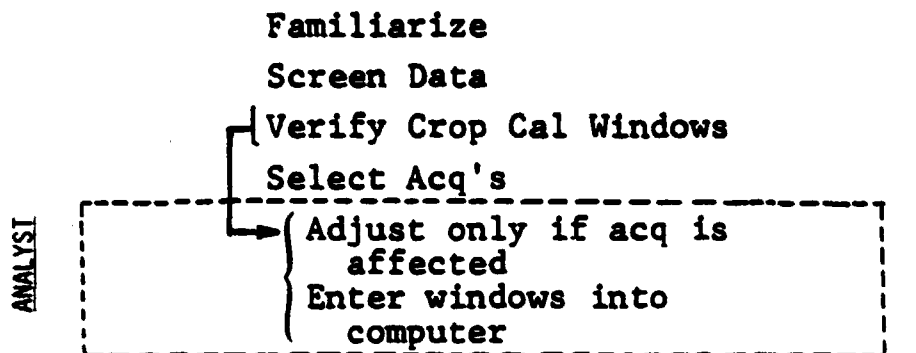 Familiarize
Screen Data
Verify Crop Cal Windows
Select Acq's
ANALYST
Adjust only if acq is
affected
Enter windows into
computer